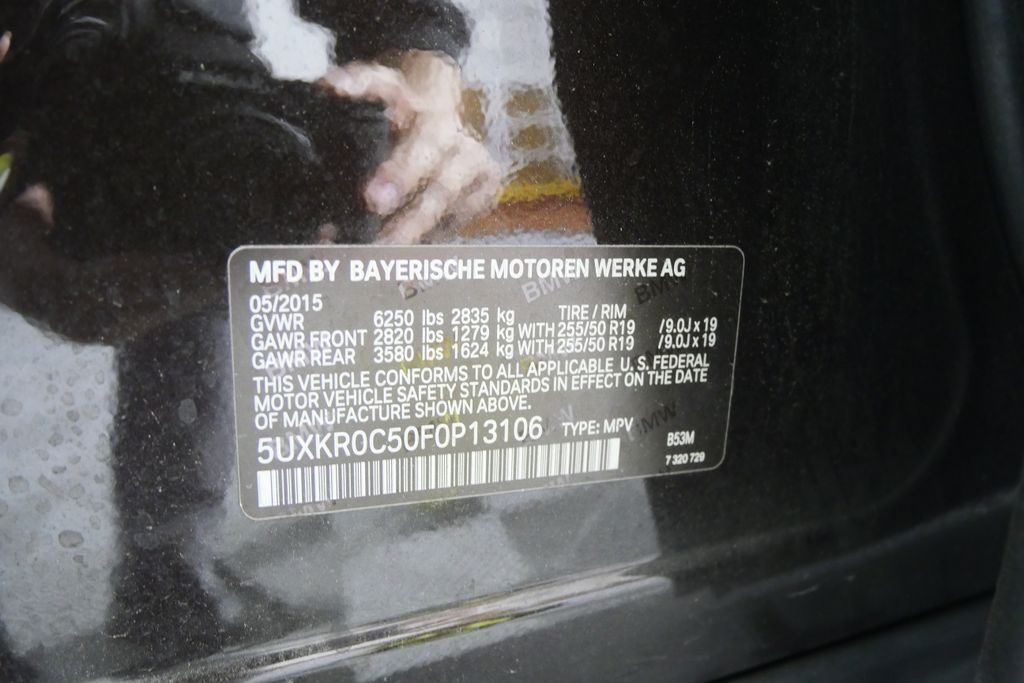 MFD BY BAYERISCHE MOTOREN WERKE AG
05/2015 TIRE / RIM
GVWR 6250 lbs 2835 kg
GAWR FRONT 2820 lbs 1279 kg WITH 255/50 R19 /9.0J x 19
GAWR REAR 3580 lbs 1624 kg WITH 255/50 R19 /9.0J x 19
THIS VEHICLE CONFORMS TO ALL APPLICABLE U.S. FEDERAL
MOTOR VEHICLE SAFETY STANDARDS IN EFFECT ON THE DATE
OF MANUFACTURE SHOWN ABOVE.
5UXKR0C50F0P13106 TYPE: MPV B53M
7 320 729